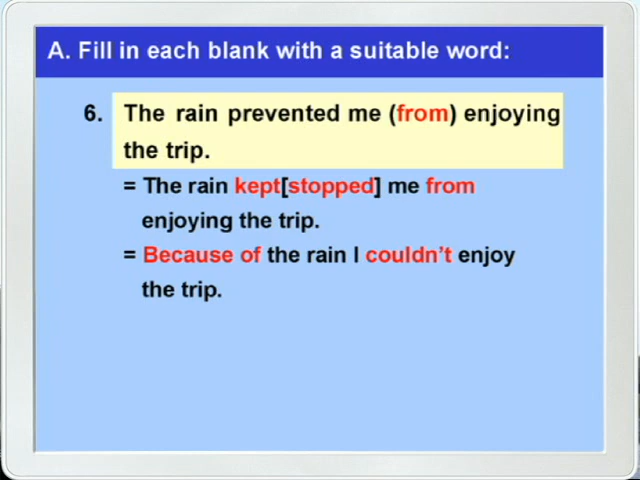 A. Fill in each blank with a suitable word:
6. The rain prevented me (from) enjoying
the trip.
= The rain kept[stopped] me from
enjoying the trip.
= Because of the rain I couldn't enjoy
the trip.